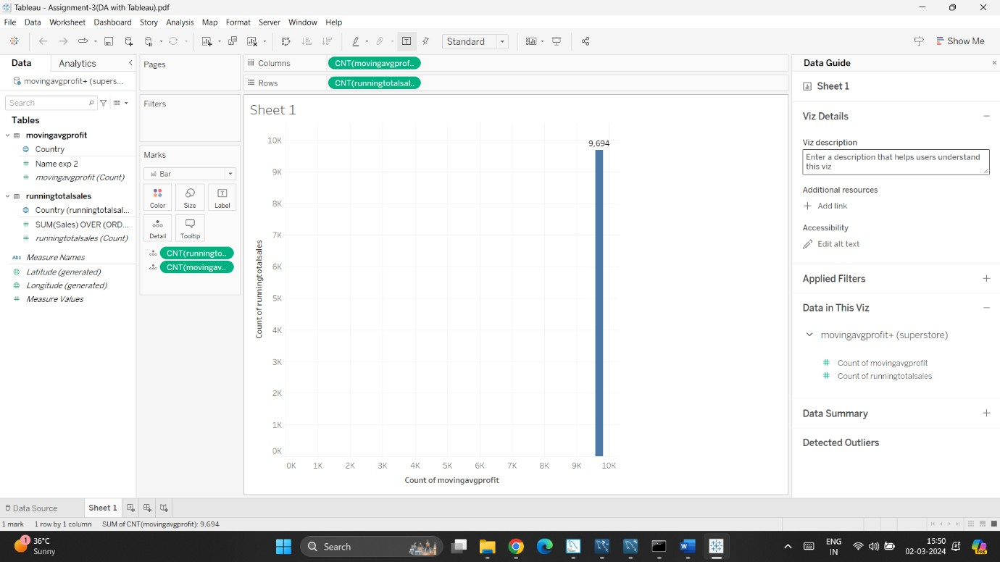 Tableau - Assignment-3(DA with Tableau).pdf
File Data Worksheet Dashboard Story Analysis Map Format Server Window Help
Standard
Show Me
Data Analytics
movingavgprofit+ (supers...
Search
Tables
movingavgprofit
Country
Name exp 2
movingavgprofit (Count)
runningtotalsales
Country (runningtotalsal...
SUM(Sales) OVER (ORD...
runningtotalsales (Count)
Abc Measure Names
Latitude (generated)
Longitude (generated)
Measure Values
Pages
Filters
Marks
Bar
Color Size Label
Detail Tooltip
CNT(runningto..
CNT(movingav..
Columns CNT(movingavgprof..
Rows CNT(runningtotalsal..
Sheet 1
9,694
10K
9K
8K
7K
6K
5K
4K
3K
2K
1K
0K
Count of runningtotalsales
0K 1K 2K 3K 4K 5K 6K 7K 8K 9K 10K
Count of movingavgprofit
Data Guide
Sheet 1
Viz Details
Viz description
Enter a description that helps users understand
this viz
Additional resources
Add link
Accessibility
Edit alt text
Applied Filters
Data in This Viz
movingavgprofit+ (superstore)
Count of movingavgprofit
Count of runningtotalsales
Data Summary
Detected Outliers
Data Source Sheet 1
1 mark 1 row by 1 column SUM of CNT(movingavgprofit): 9,694
1
36°C
Sunny
Search
ENG
IN
15:50
02-03-2024
PRE